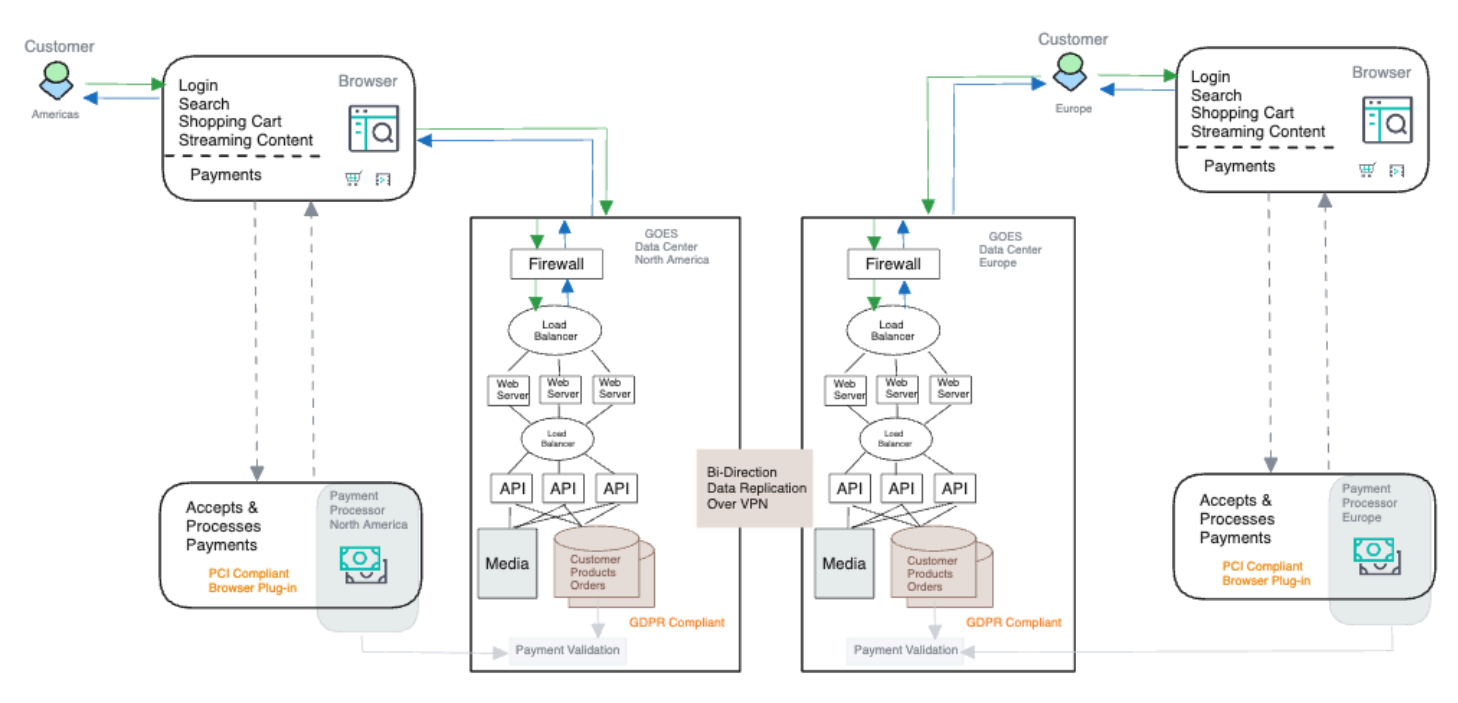 Customer
Americas
Login
Search
Shopping Cart
Streaming Content
Payments
Browser
GOES
Data Center
North America
Firewall
Load
Balancer
Web
Server
Web
Server
Web
Server
Load
Balancer
API
API
API
Media
Customer
Products
Orders
GDPR Compliant
Payment Validation
Accepts &
Processes
Payments
PCI Compliant
Browser Plug-in
Payment
Processor
North America
Bi-Direction
Data Replication
Over VPN
Customer
Europe
Login
Search
Shopping Cart
Streaming Content
Payments
Browser
GOES
Data Center
Europe
Firewall
Load
Balancer
Web
Server
Web
Server
Web
Server
Load
Balancer
API
API
API
Media
Customer
Products
Orders
GDPR Compliant
Payment Validation
Accepts &
Processes
Payments
PCI Compliant
Browser Plug-in
Payment
Processor
Europe